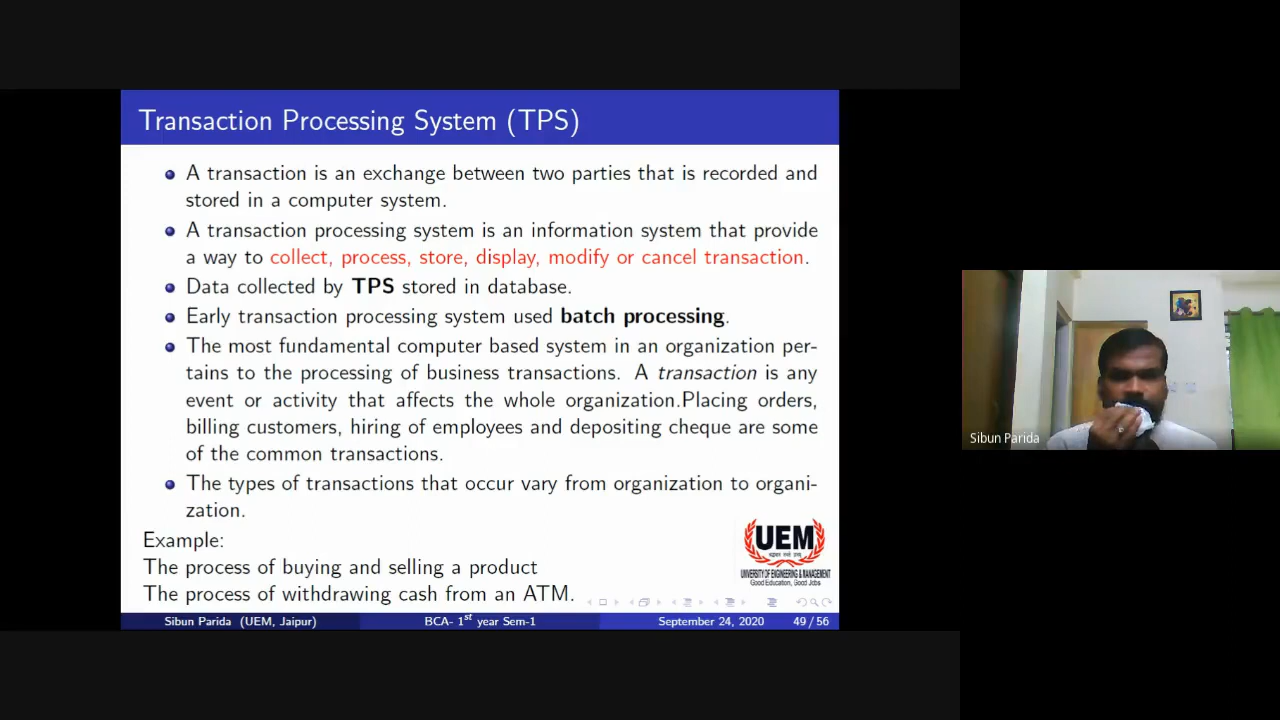 Transaction Processing System (TPS)
A transaction is an exchange between two parties that is recorded and
stored in a computer system.
A transaction processing system is an information system that provide
a way to collect, process, store, display, modify or cancel transaction.
Data collected by TPS stored in database.
Early transaction processing system used batch processing.
The most fundamental computer based system in an organization per-
tains to the processing of business transactions. A transaction is any
event or activity that affects the whole organization.Placing orders,
billing customers, hiring of employees and depositing cheque are some
of the common transactions.
The types of transactions that occur vary from organization to organi-
zation.
Example:
The process of buying and selling a product
The process of withdrawing cash from an ATM.
UEM
UNIVERSITY OF ENGINEERING & MANAGEMENT
Good Education, Good Jobs
Sibun Parida (UEM, Jaipur) BCA- 1st year Sem-1 September 24, 2020 49 / 56
Sibun Parida